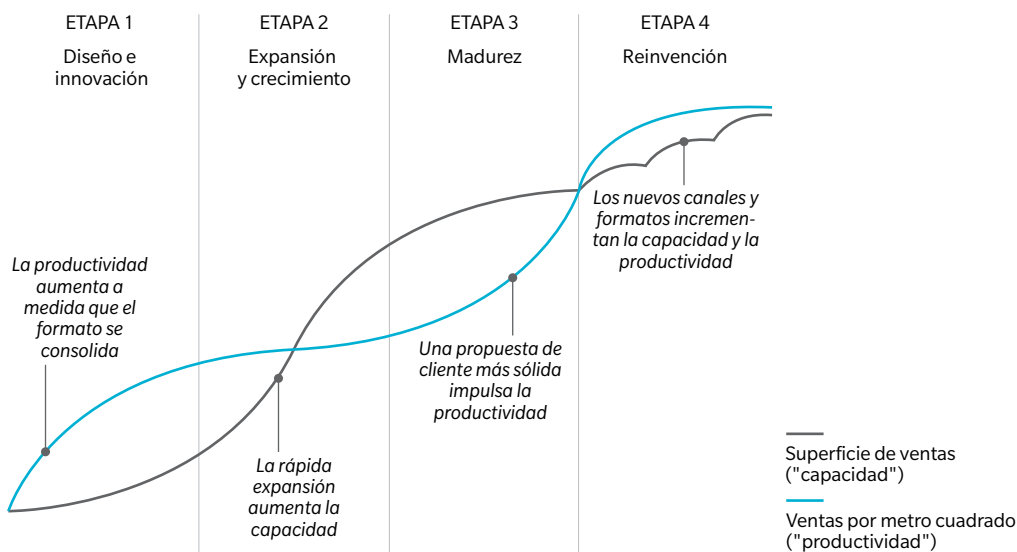 ETAPA 1
Diseño e
innovación
ETAPA 2
Expansión
y crecimiento
ETAPA 3
Madurez
ETAPA 4
Reinvención
La productividad
aumenta a
medida que el
formato se
consolida
La rápida
expansión
aumenta la
capacidad
Una propuesta de
cliente más sólida
impulsa la
productividad
Los nuevos canales y
formatos incremen-
tan la capacidad y la
productividad
Superficie de ventas
("capacidad")
Ventas por metro cuadrado
("productividad")